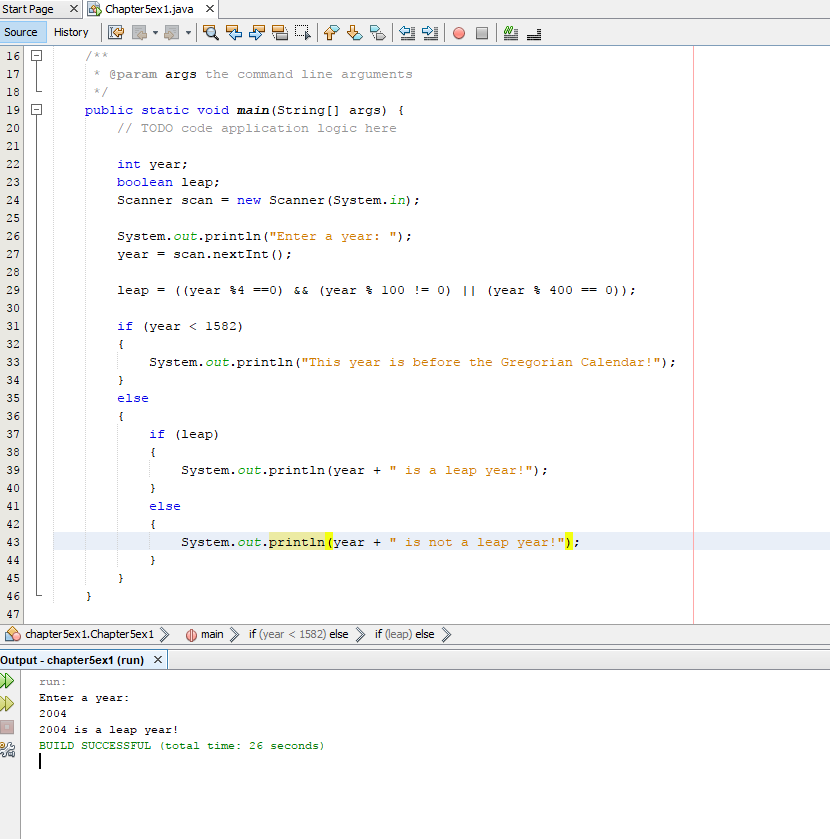 Start Page
Chapter5ex1.java
Source History
16 /**
17 * @param args the command line arguments
18 */
19 public static void main(String[] args) {
20 // TODO code application logic here
21
22 int year;
23 boolean leap;
24 Scanner scan = new Scanner(System.in);
25
26 System.out.println("Enter a year: ");
27 year = scan.nextInt();
28
29 leap = ((year %4 ==0) && (year % 100 != 0) || (year % 400 == 0));
30
31 if (year < 1582)
32 {
33 System.out.println("This year is before the Gregorian Calendar!");
34 }
35 else
36 {
37 if (leap)
38 {
39 System.out.println(year + " is a leap year!");
40 }
41 else
42 {
43 System.out.println(year + " is not a leap year!");
44 }
45 }
46 }
47
chapter5ex1.Chapter5ex1 main if (year < 1582) else if (leap) else
Output - chapter5ex1 (run)
run:
Enter a year:
2004
2004 is a leap year!
BUILD SUCCESSFUL (total time: 26 seconds)